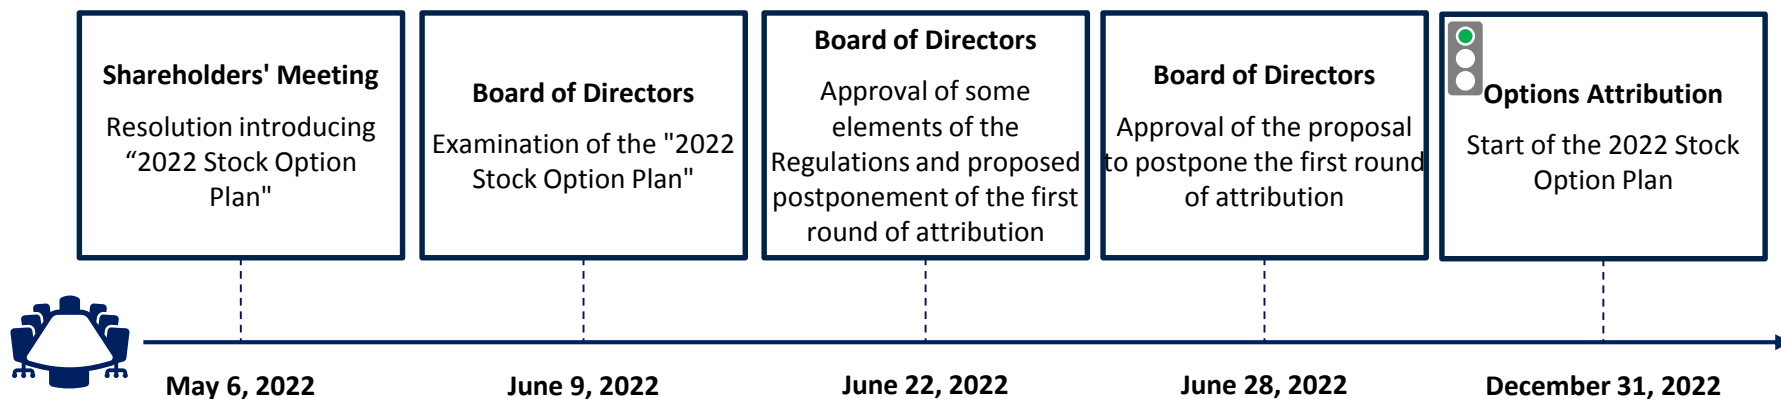 Shareholders' Meeting
Resolution introducing
“2022 Stock Option
Plan"
Board of Directors
Examination of the "2022
Stock Option Plan"
Board of Directors
Approval of some
elements of the
Regulations and proposed
postponement of the first
round of attribution
Board of Directors
Approval of the proposal
to postpone the first round
of attribution
Options Attribution
Start of the 2022 Stock
Option Plan
May 6, 2022
June 9, 2022
June 22, 2022
June 28, 2022
December 31, 2022